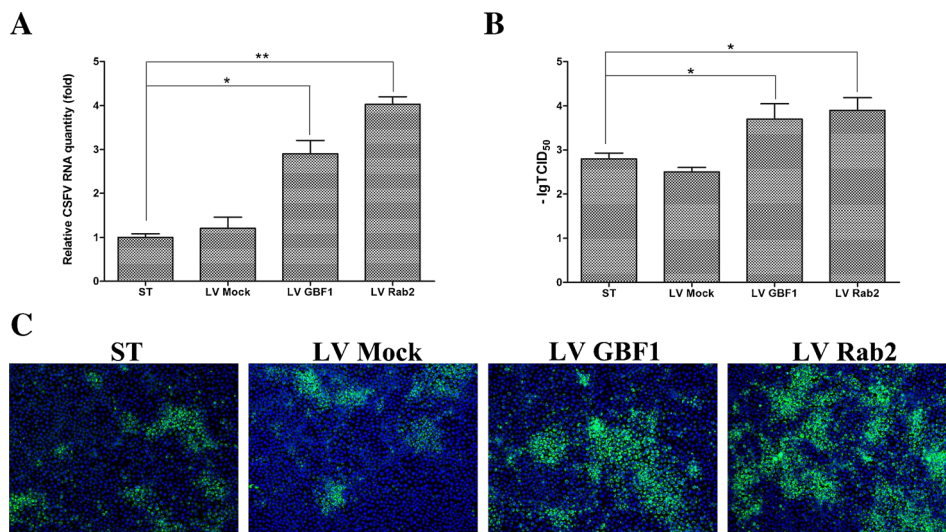 A
Relative CSFV RNA quantity (fold)
5
4
3
2
1
0
**
*
ST
LV Mock
LV GBF1
LV Rab2
B
- lgTCID50
5
4
3
2
1
0
*
*
ST
LV Mock
LV GBF1
LV Rab2
C
ST
LV Mock
LV GBF1
LV Rab2